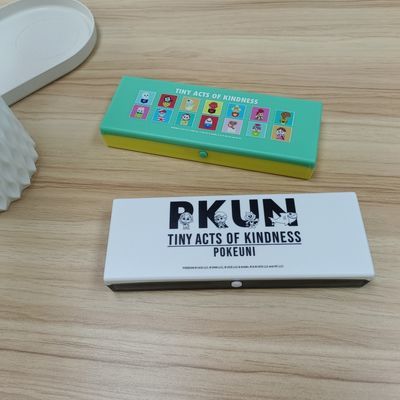 TINY ACTS OF KINDNESS
PKUN
TINY ACTS OF KINDNESS
POKEUNI